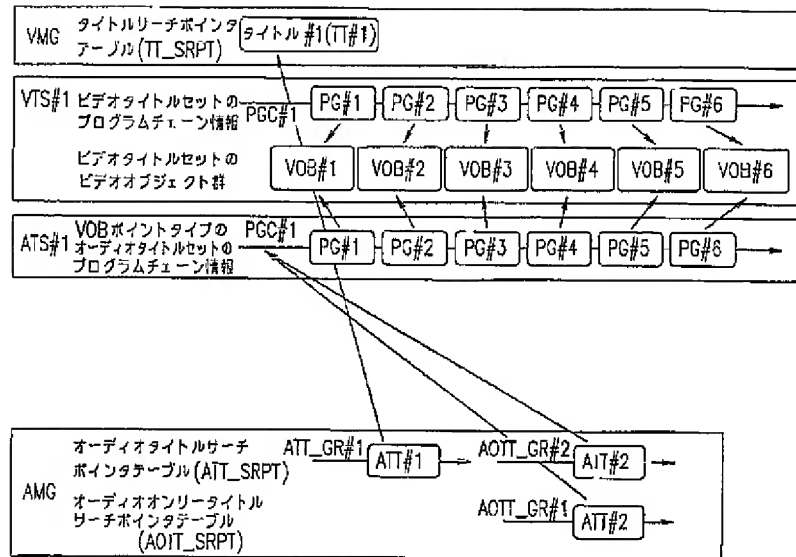 VMG
タイトルサーチポインタ
テーブル(TT_SRPT)
タイトル #1(TT#1)
VTS#1
ビデオタイトルセットの
プログラムチェーン情報
PGC#1
PG#1 PG#2 PG#3 PG#4 PG#5 PG#6
ビデオタイトルセットの
ビデオオブジェクト群
VOB#1 VOB#2 VOB#3 VOB#4 VOB#5 VOB#6
ATS#1
VOBポイントタイプの
オーディオタイトルセットの
プログラムチェーン情報
PGC#1
PG#1 PG#2 PG#3 PG#4 PG#5 PG#6
AMG
オーディオタイトルサーチ
ポインタテーブル(ATT_SRPT)
ATT_GR#1 ATT#1 AOTT_GR#2 ATT#2
オーディオオンリータイトル
サーチポインタテーブル
(AOTT_SRPT)
AOTT_GR#1 ATT#2